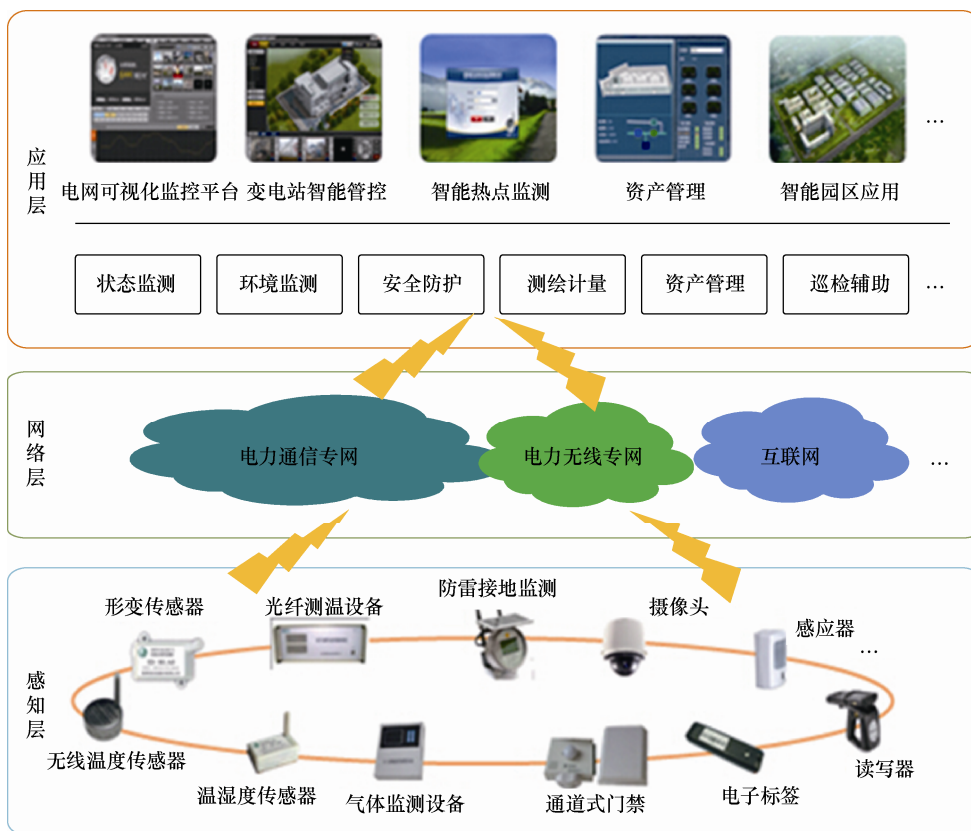 应用层
电网可视化监控平台
变电站智能管控
智能热点监测
资产管理
智能园区应用
…
状态监测
环境监测
安全防护
测绘计量
资产管理
巡检辅助
…
网络层
电力通信专网
电力无线专网
互联网
…
感知层
形变传感器
光纤测温设备
防雷接地监测
摄像头
感应器
…
无线温度传感器
温湿度传感器
气体监测设备
通道式门禁
电子标签
读写器